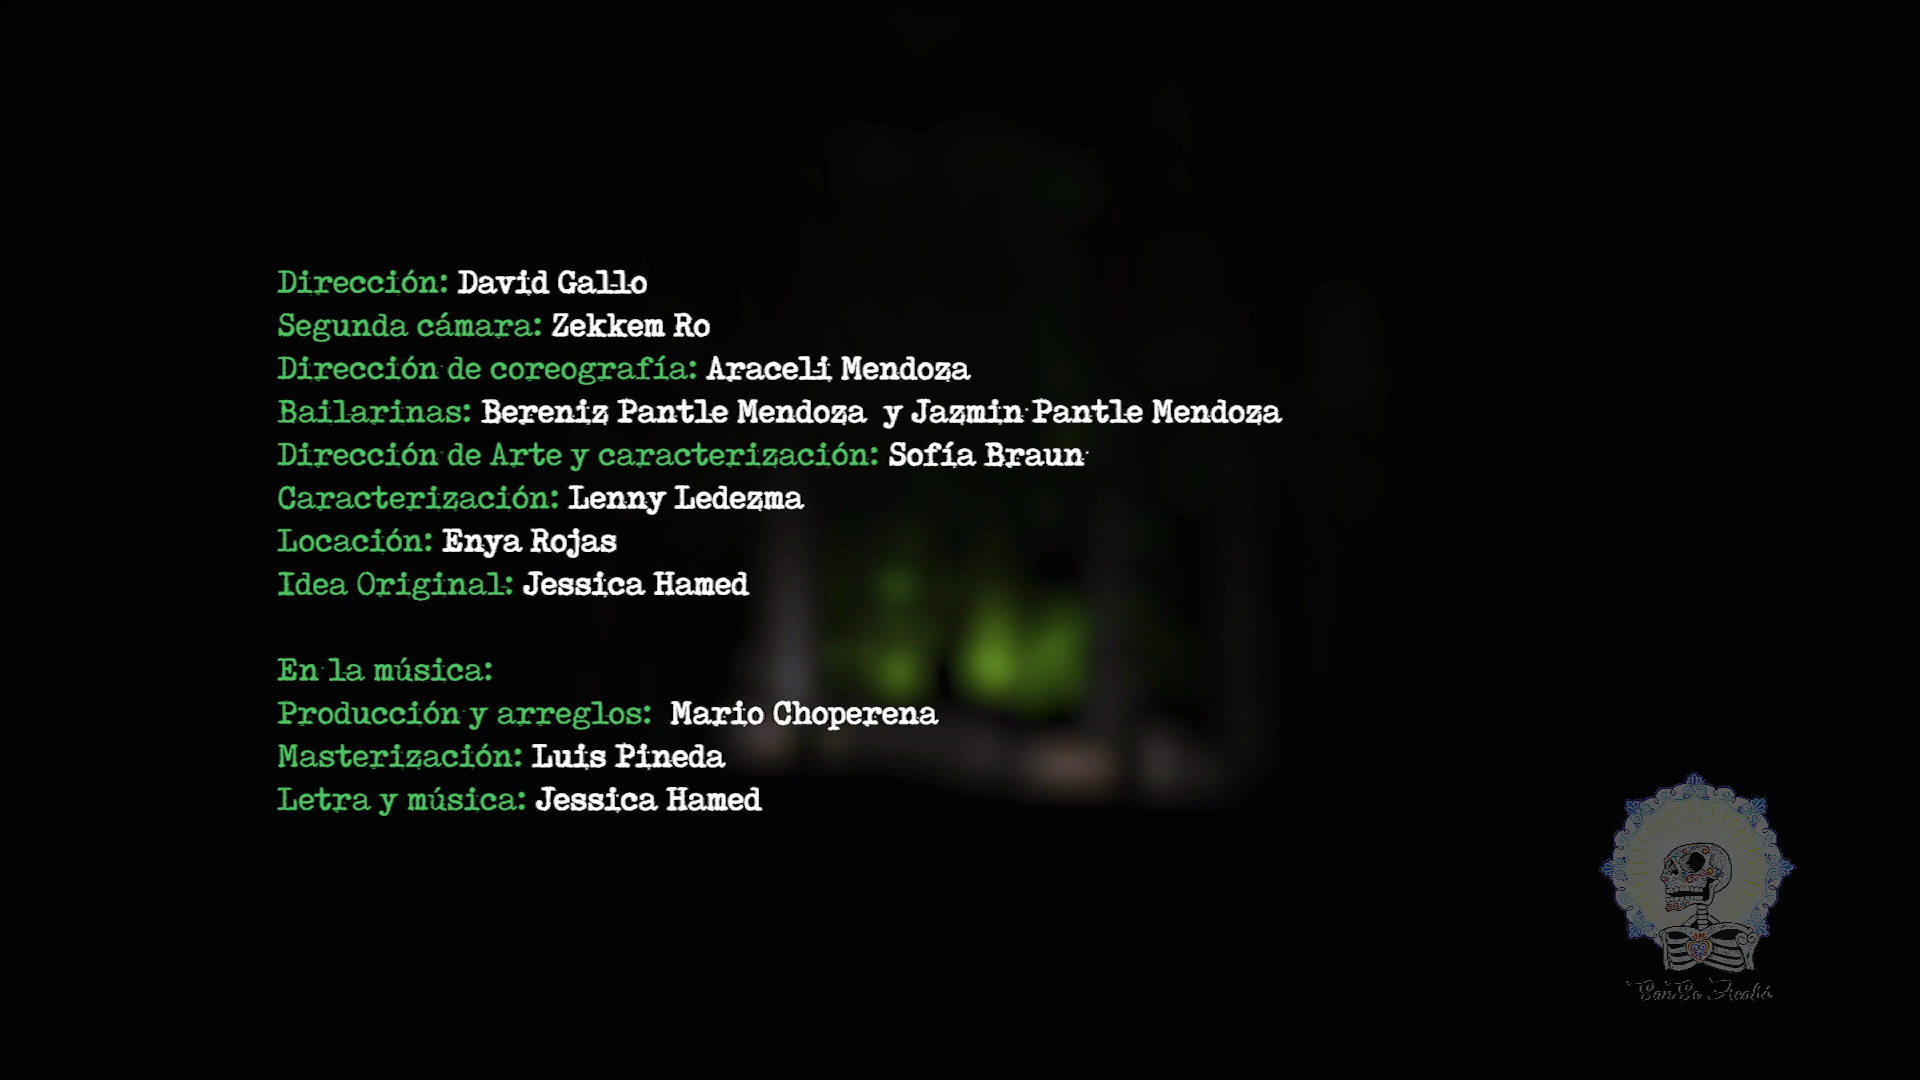 Dirección: David Gallo
Segunda cámara: Zekkem Ro
Dirección de coreografía: Araceli Mendoza
Bailarinas: Bereniz Pantle Mendoza y Jazmin Pantle Mendoza
Dirección de Arte y caracterización: Sofía Braun
Caracterización: Lenny Ledezma
Locación: Enya Rojas
Idea Original: Jessica Hamed
En la música:
Producción y arreglos: Mario Choperena
Masterización: Luis Pineda
Letra y música: Jessica Hamed